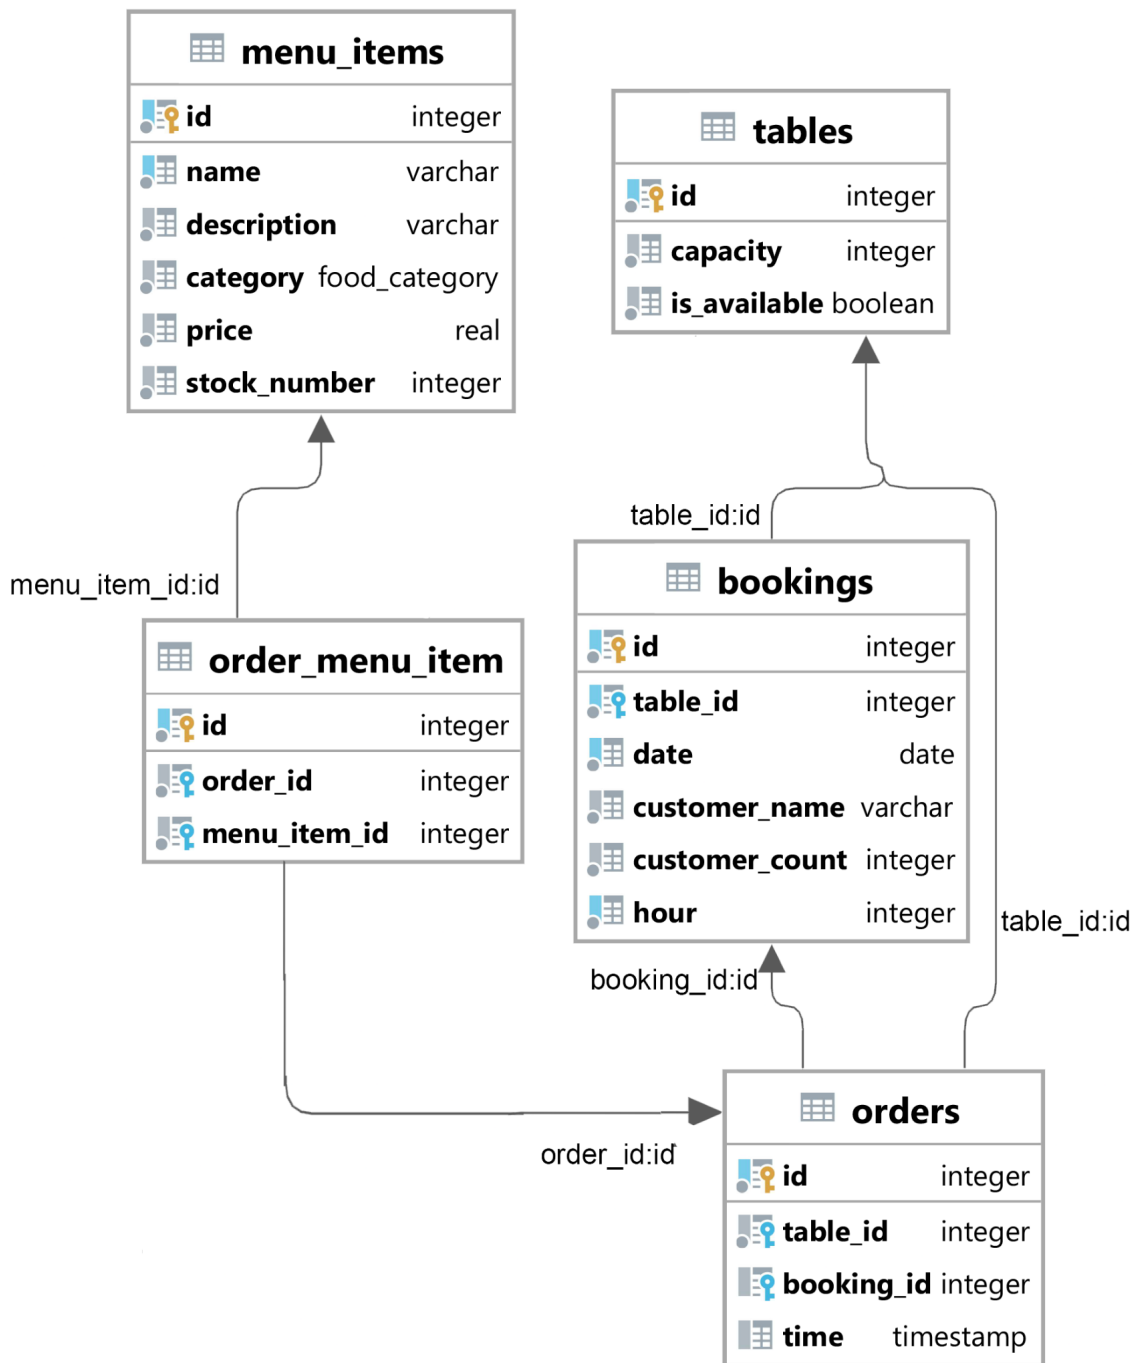 menu_items
id integer
name varchar
description varchar
category food_category
price real
stock_number integer
tables
id integer
capacity integer
is_available boolean
menu_item_id:id
table_id:id
order_menu_item
id integer
order_id integer
menu_item_id integer
bookings
id integer
table_id integer
date date
customer_name varchar
customer_count integer
hour integer
table_id:id
booking_id:id
order_id:id
orders
id integer
table_id integer
booking_id integer
time timestamp